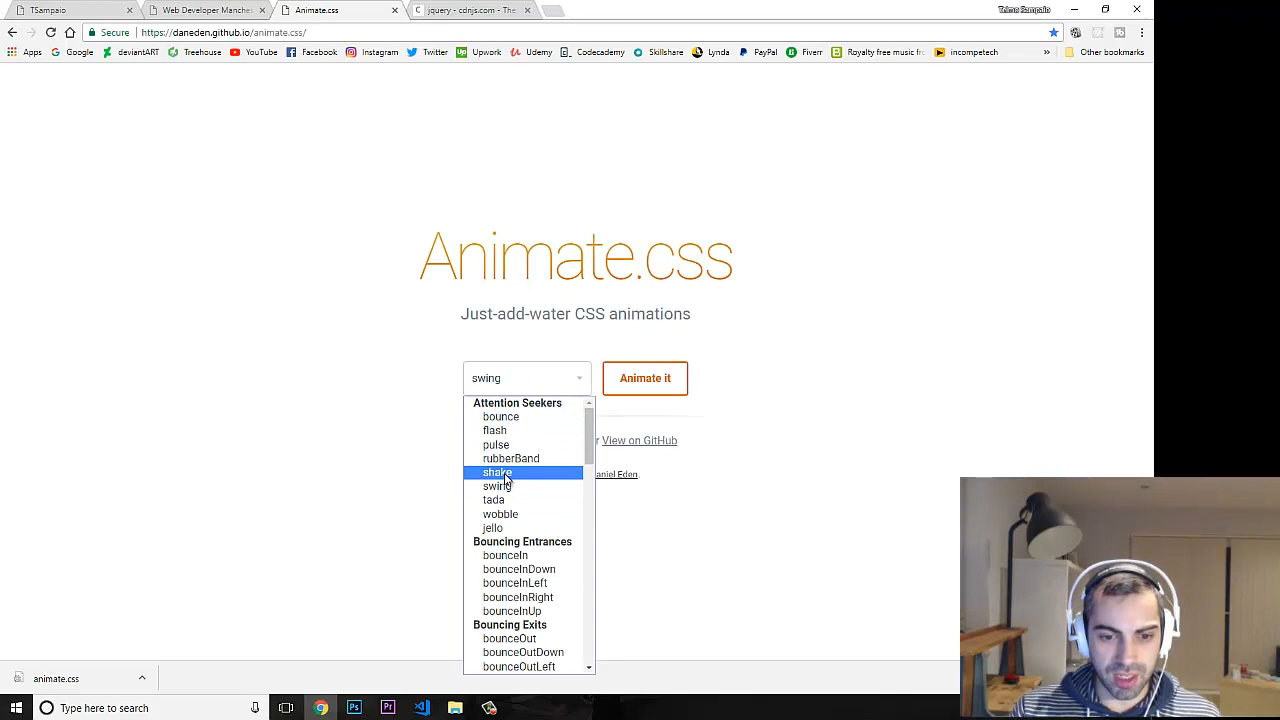 TSampaio
Web Developer Manches
Animate.css
jquery - cdnjs.com - The
Telmo Sampaio
Secure
https://daneden.github.io/animate.css/
Apps
Google
deviantART
Treehouse
YouTube
Facebook
Instagram
Twitter
Upwork
Udemy
Codecademy
Skillshare
Lynda
PayPal
Fiverr
Royalty free music fr
incompetech
»
Other bookmarks
Animate.css
Just-add-water CSS animations
swing
Animate it
Attention Seekers
bounce
flash
pulse
rubberBand
shake
swing
tada
wobble
jello
Bouncing Entrances
bounceIn
bounceInDown
bounceInLeft
bounceInRight
bounceInUp
Bouncing Exits
bounceOut
bounceOutDown
bounceOutLeft
r View on GitHub
aniel Eden.
animate.css
Type here to search